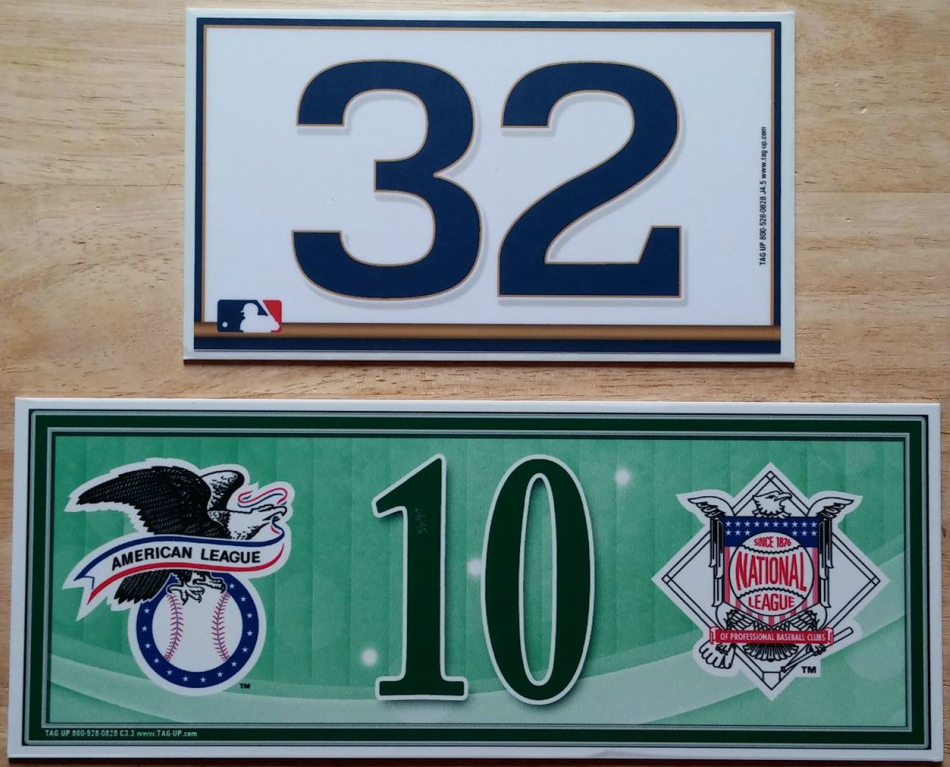 32
TAG UP 800-528-0828 J4.5 www.tag-up.com
AMERICAN LEAGUE
TM
10
SINCE 1876
NATIONAL
LEAGUE
OF PROFESSIONAL BASEBALL CLUBS
TM
TAG UP 800-528-0828 C3.3 www.TAG-UP.com